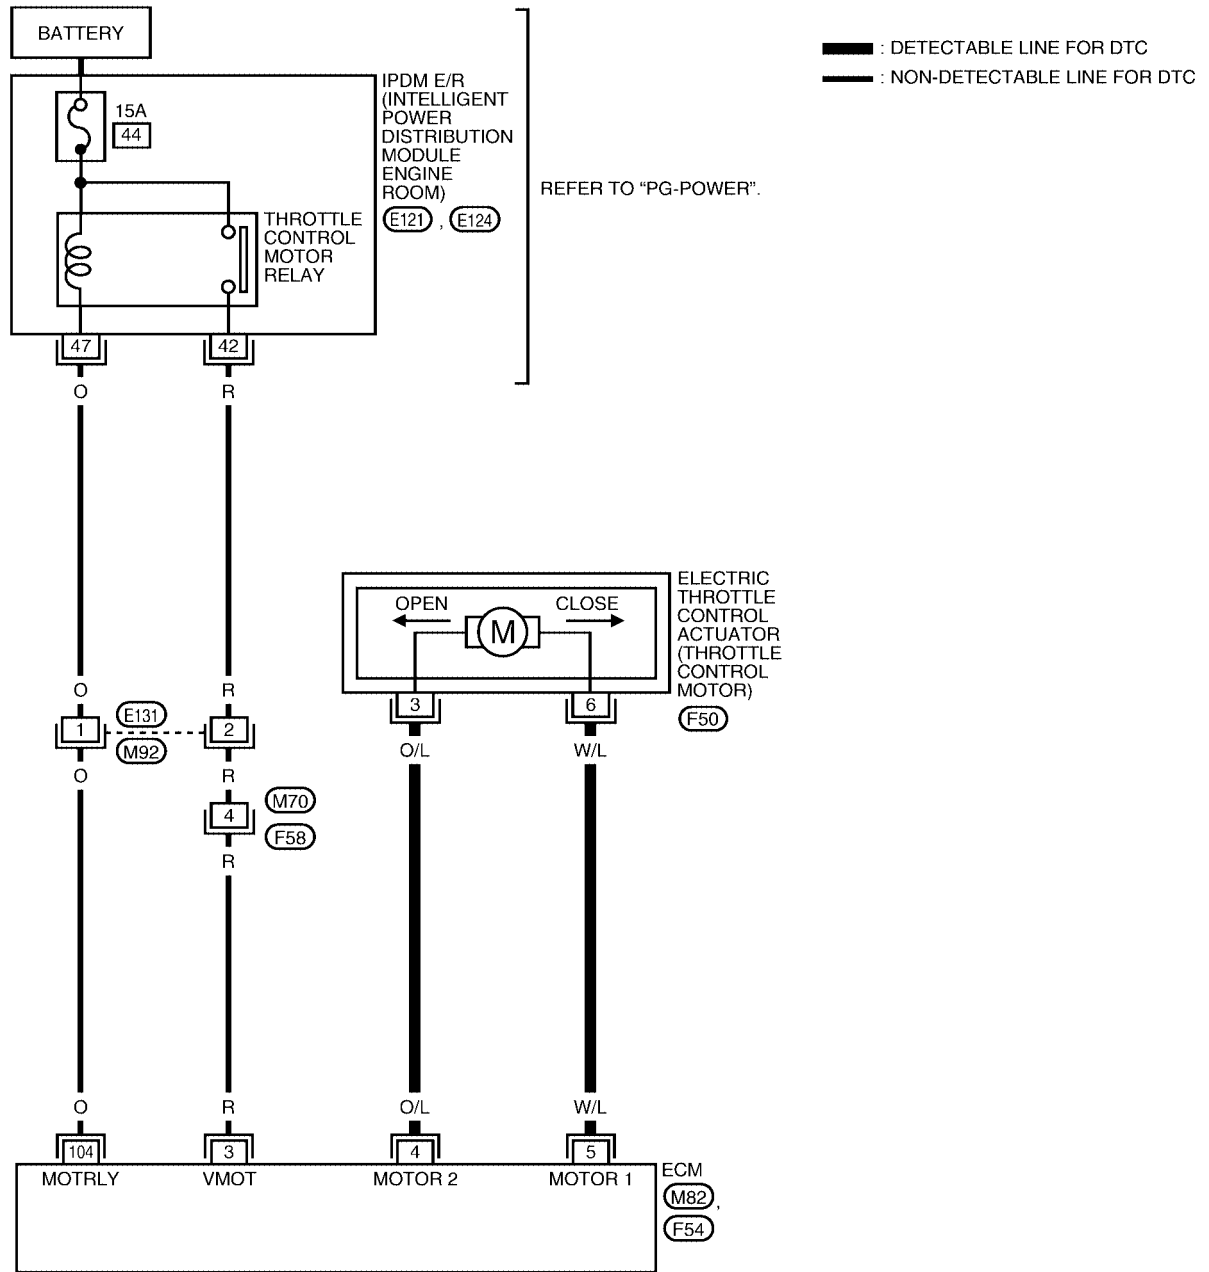 BATTERY
15A
44
IPDM E/R
(INTELLIGENT
POWER
DISTRIBUTION
MODULE
ENGINE
ROOM)
E121 , E124
: DETECTABLE LINE FOR DTC
: NON-DETECTABLE LINE FOR DTC
REFER TO “PG-POWER”.
THROTTLE
CONTROL
MOTOR
RELAY
47 42
O R
ELECTRIC
THROTTLE
CONTROL
ACTUATOR
(THROTTLE
CONTROL
MOTOR)
F50
OPEN CLOSE
M
3 6
O/L W/L
O R
1 E131 2
M92
O R
4 M70
F58
R
O R O/L W/L
104 3 4 5
MOTRLY VMOT MOTOR 2 MOTOR 1
ECM
M82 ,
F54